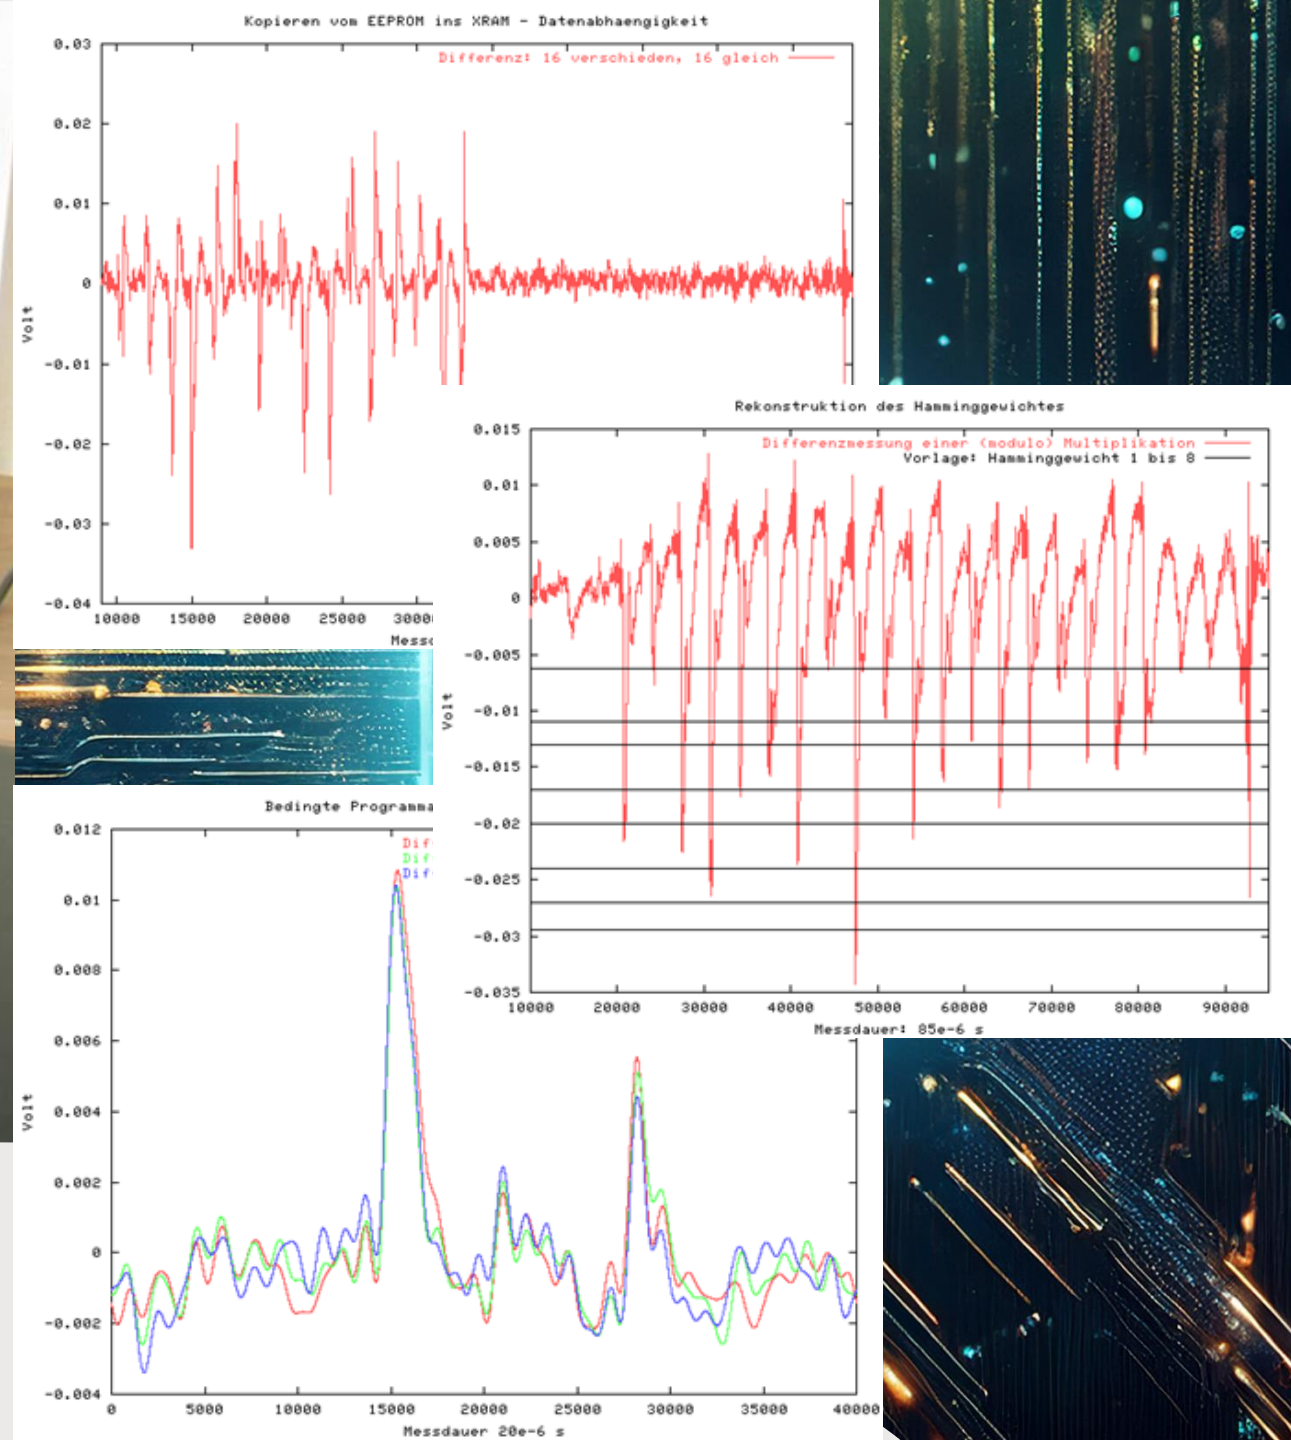 Kopieren vom EEPROM ins XRAM - Datenabhaengigkeit
Differenz: 16 verschieden, 16 gleich
0.03
0.02
0.01
0
-0.01
-0.02
-0.03
-0.04
Volt
10000 15000 20000 25000
Rekonstruktion des Hamminggewichtes
Differenzmessung einer (modulo) Multiplikation
Vorlage: Hamminggewicht 1 bis 8
0.015
0.01
0.005
0
-0.005
-0.01
-0.015
-0.02
-0.025
-0.03
-0.035
Volt
10000 20000 30000 40000 50000 60000 70000 80000 90000
Messdauer: 85e-6 s
Bedingte
0.012
0.01
0.008
0.006
0.004
0.002
0
-0.002
-0.004
Volt
0 5000 10000 15000 20000 25000 30000 35000 40000
Messdauer 20e-6 s